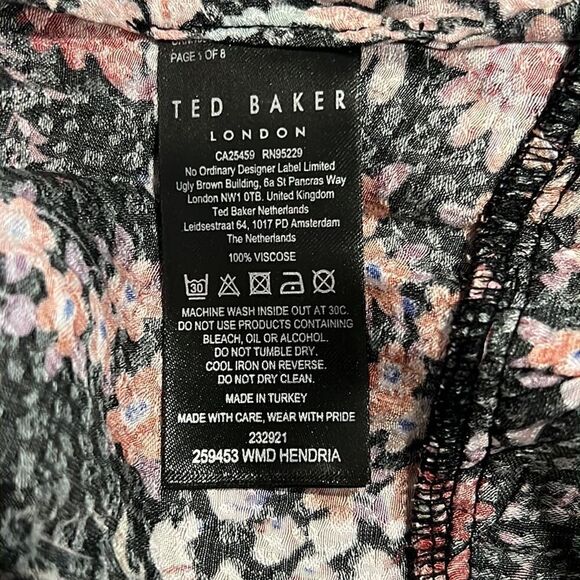 PAGE 1 OF 8
TED BAKER
LONDON
CA25459 RN95229
No Ordinary Designer Label Limited
Ugly Brown Building, 6a St Pancras Way
London NW1 0TB. United Kingdom
Ted Baker Netherlands
Leidsestraat 64, 1017 PD Amsterdam
The Netherlands
100% VISCOSE
30
MACHINE WASH INSIDE OUT AT 30C.
DO NOT USE PRODUCTS CONTAINING
BLEACH, OIL OR ALCOHOL.
DO NOT TUMBLE DRY.
COOL IRON ON REVERSE.
DO NOT DRY CLEAN.
MADE IN TURKEY
MADE WITH CARE, WEAR WITH PRIDE
232921
259453 WMD HENDRIA